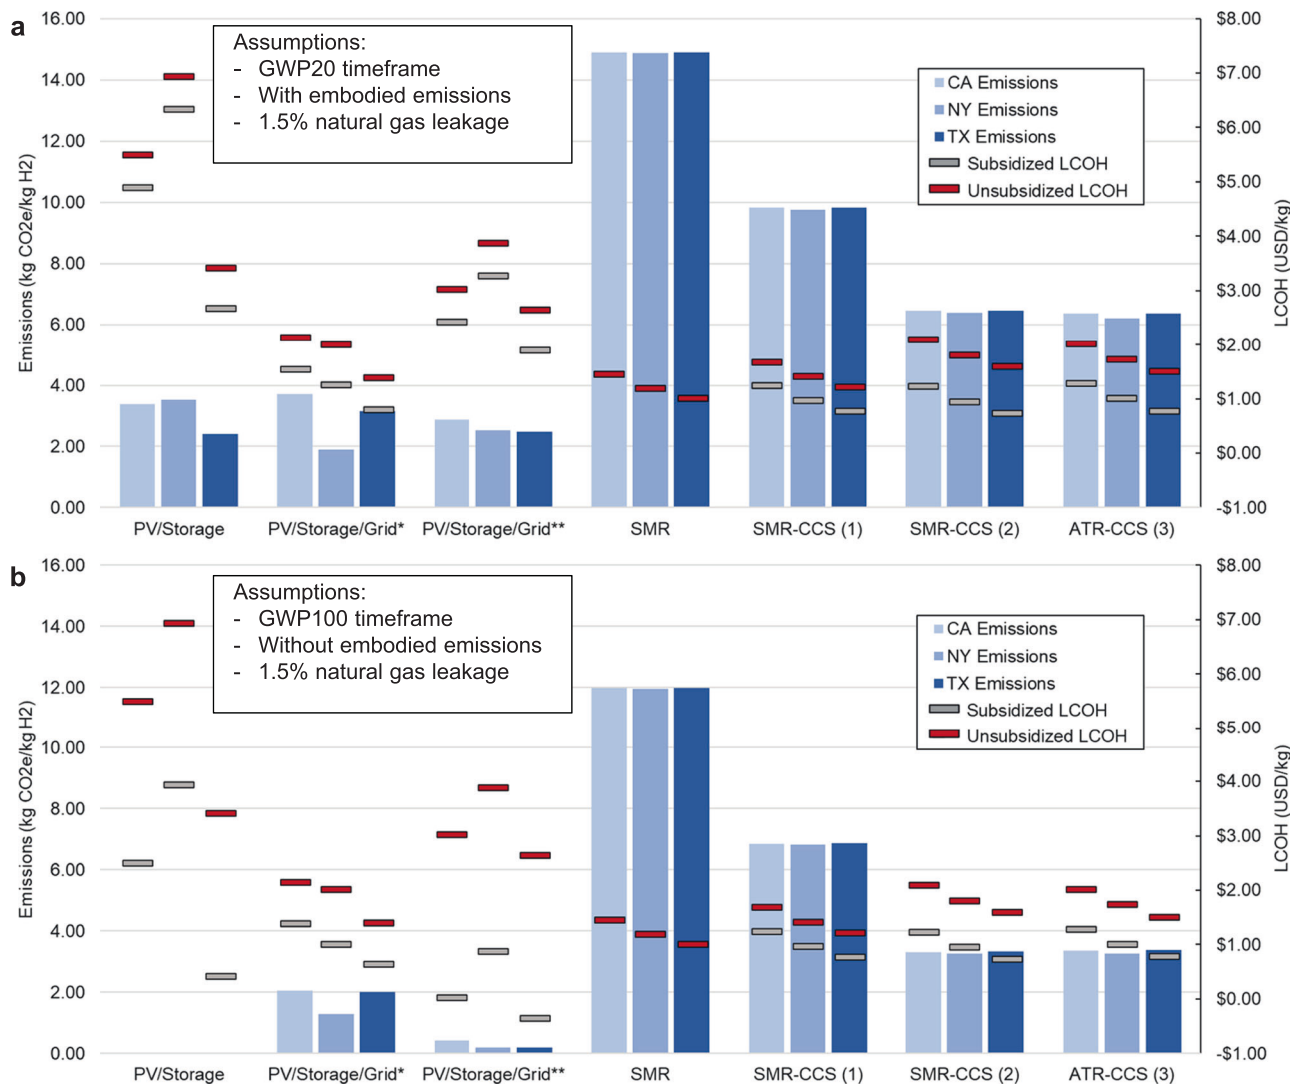 a
16.00
14.00
12.00
10.00
8.00
6.00
4.00
2.00
0.00
Emissions (kg CO2e/kg H2)
Assumptions:
- GWP20 timeframe
- With embodied emissions
- 1.5% natural gas leakage
CA Emissions
NY Emissions
TX Emissions
Subsidized LCOH
Unsubsidized LCOH
$8.00
$7.00
$6.00
$5.00
$4.00
$3.00
$2.00
$1.00
$0.00
-$1.00
LCOH (USD/kg)
PV/Storage PV/Storage/Grid* PV/Storage/Grid** SMR SMR-CCS (1) SMR-CCS (2) ATR-CCS (3)
b
16.00
14.00
12.00
10.00
8.00
6.00
4.00
2.00
0.00
Emissions (kg CO2e/kg H2)
Assumptions:
- GWP100 timeframe
- Without embodied emissions
- 1.5% natural gas leakage
CA Emissions
NY Emissions
TX Emissions
Subsidized LCOH
Unsubsidized LCOH
$8.00
$7.00
$6.00
$5.00
$4.00
$3.00
$2.00
$1.00
$0.00
-$1.00
LCOH (USD/kg)
PV/Storage PV/Storage/Grid* PV/Storage/Grid** SMR SMR-CCS (1) SMR-CCS (2) ATR-CCS (3)